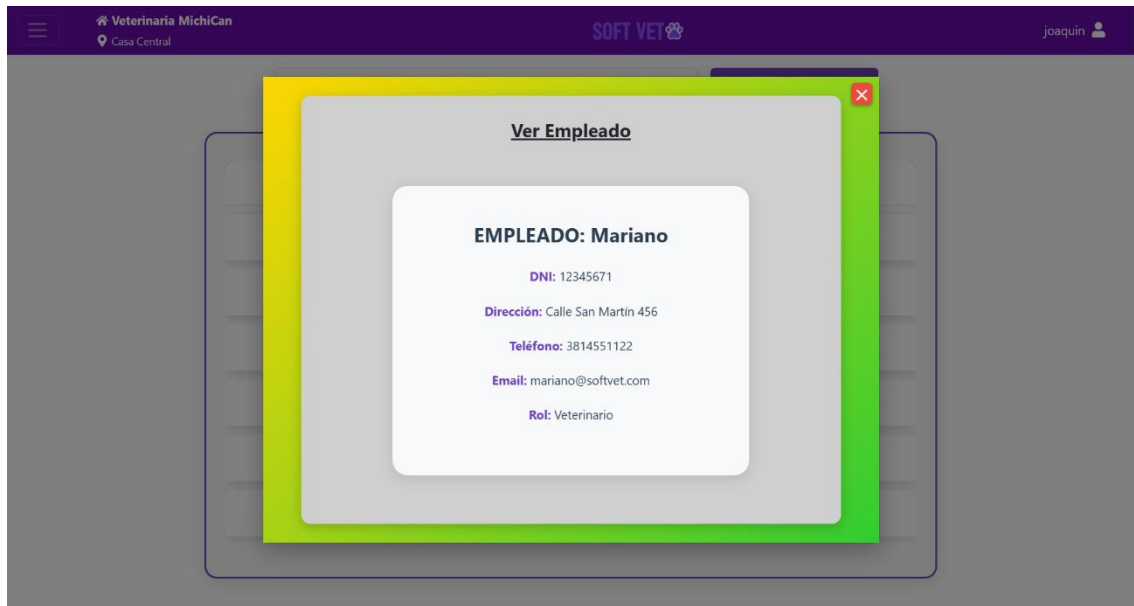 Veterinaria MichiCan
Casa Central
SOFT VET
joaquin
Ver Empleado
EMPLEADO: Mariano
DNI: 12345671
Dirección: Calle San Martín 456
Teléfono: 3814551122
Email: mariano@softvet.com
Rol: Veterinario